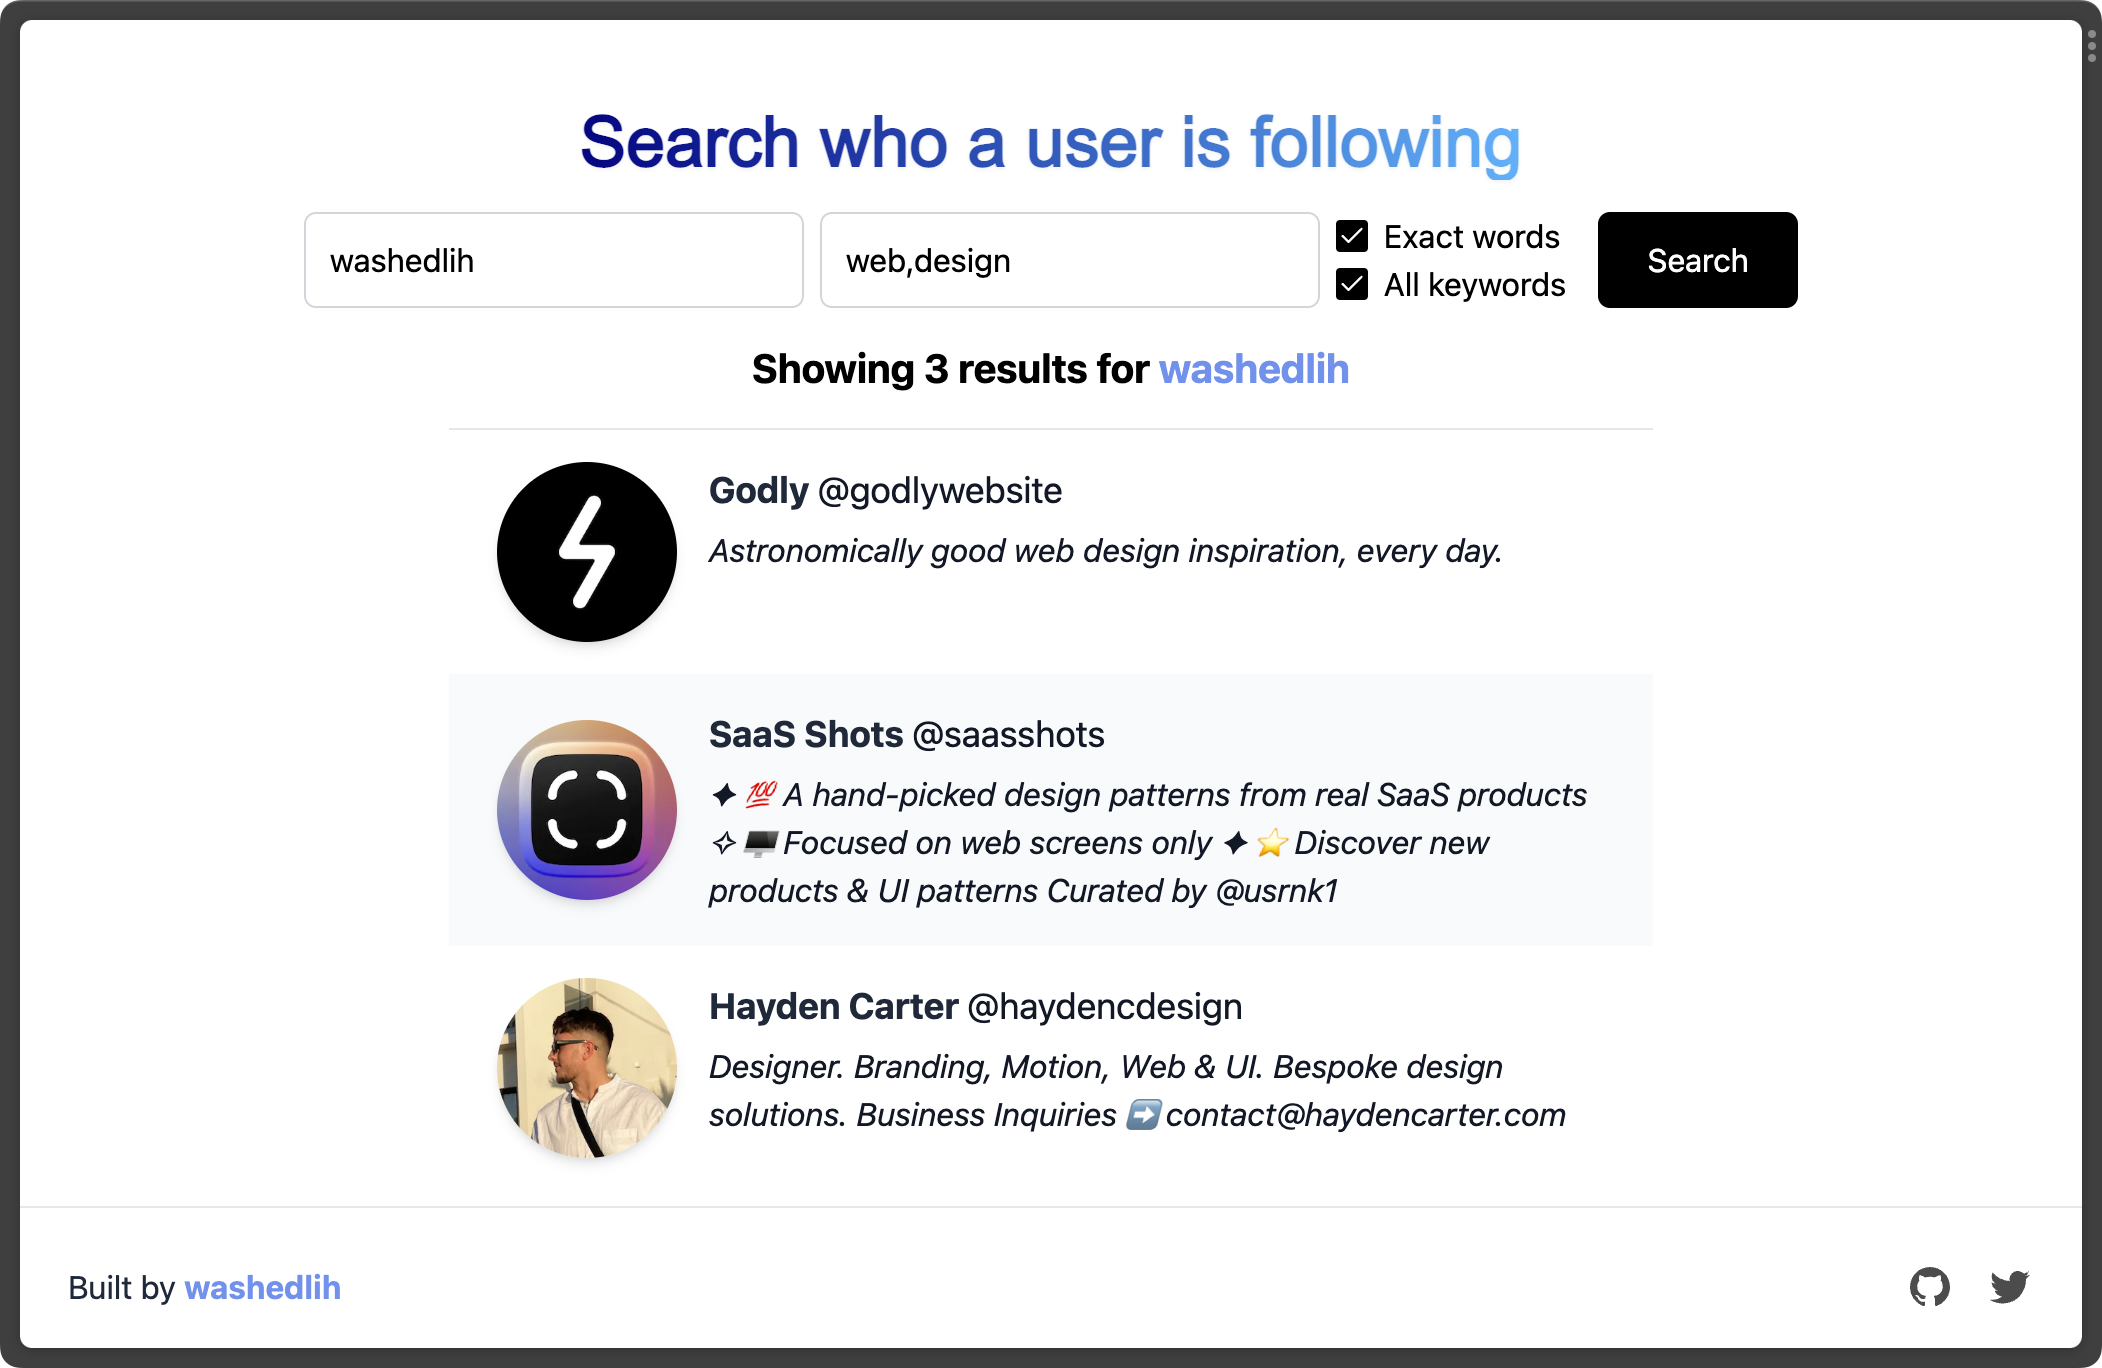 Search who a user is following
washedlih
web,design
Exact words
All keywords
Search
Showing 3 results for washedlih
Godly @godlywebsite
Astronomically good web design inspiration, every day.
SaaS Shots @saasshots
✦ 💯 A hand-picked design patterns from real SaaS products
✧ 🖥️ Focused on web screens only ✦ ⭐ Discover new
products & UI patterns Curated by @usrnk1
Hayden Carter @haydencdesign
Designer. Branding, Motion, Web & UI. Bespoke design
solutions. Business Inquiries ➡️ contact@haydencarter.com
Built by washedlih